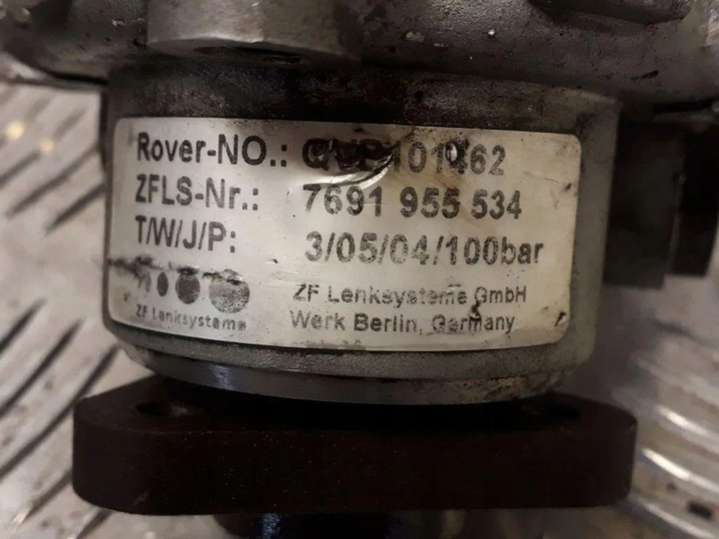 Rover-NO.:
ZFLS-Nr.: 7691 955 534
T/W/J/P: 3/05/04/100bar
ZF Lenksysteme GmbH
ZF Lenksysteme Werk Berlin, Germany